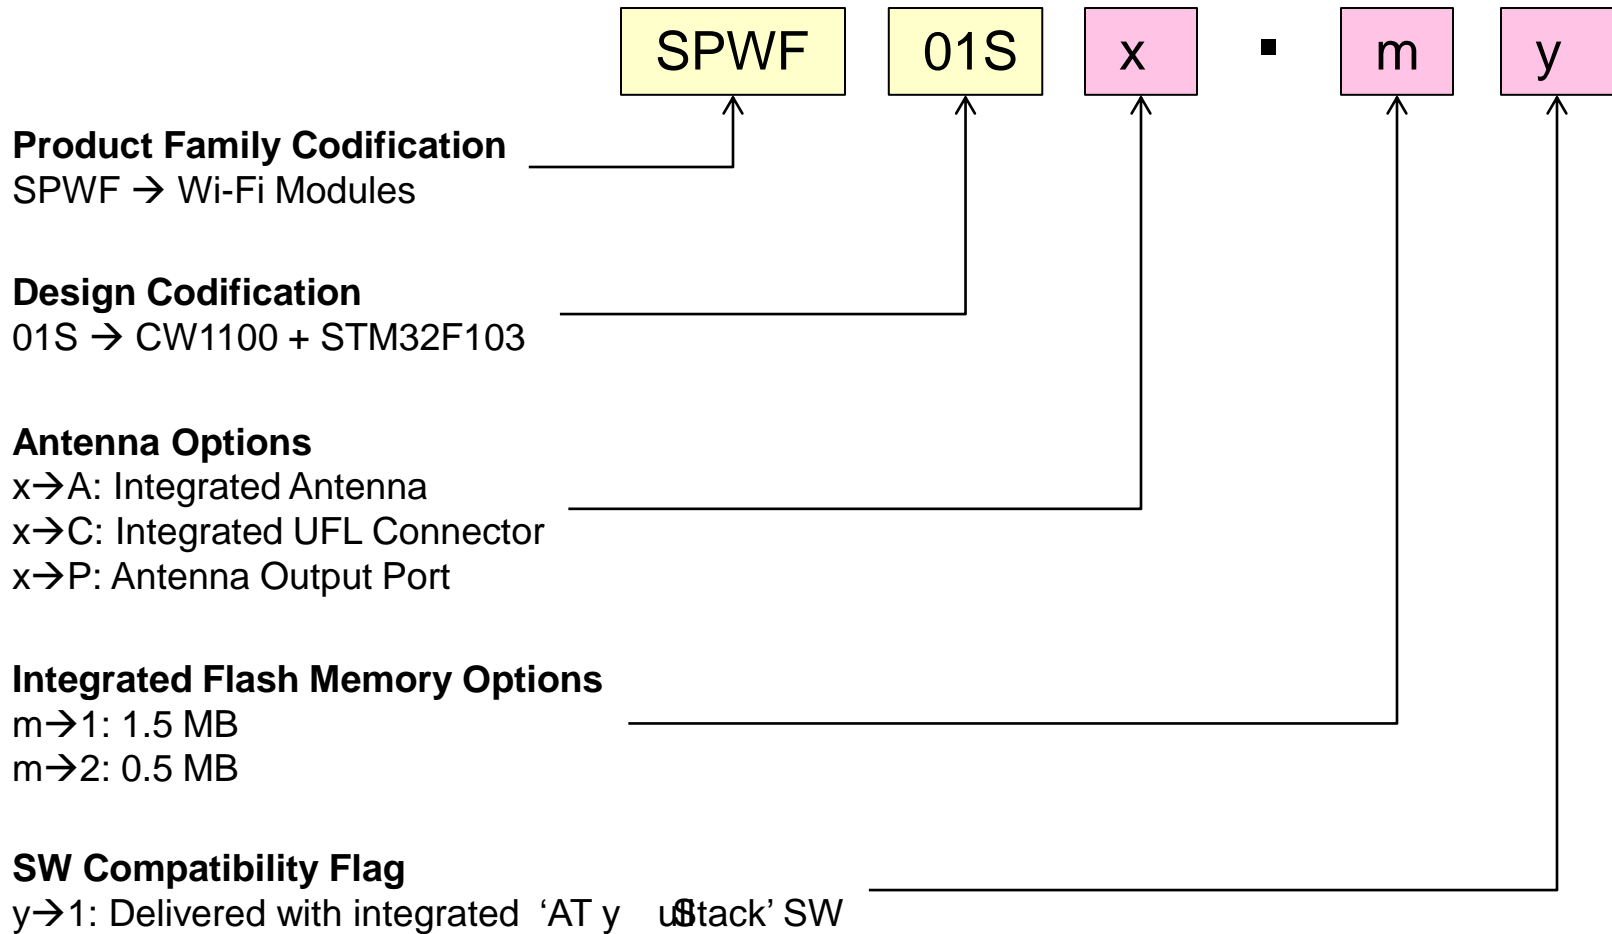 SPWF 01S x . m y
Product Family Codification
SPWF → Wi-Fi Modules
Design Codification
01S → CW1100 + STM32F103
Antenna Options
x→A: Integrated Antenna
x→C: Integrated UFL Connector
x→P: Antenna Output Port
Integrated Flash Memory Options
m→1: 1.5 MB
m→2: 0.5 MB
SW Compatibility Flag
y→1: Delivered with integrated ‘AT y tack’ SW